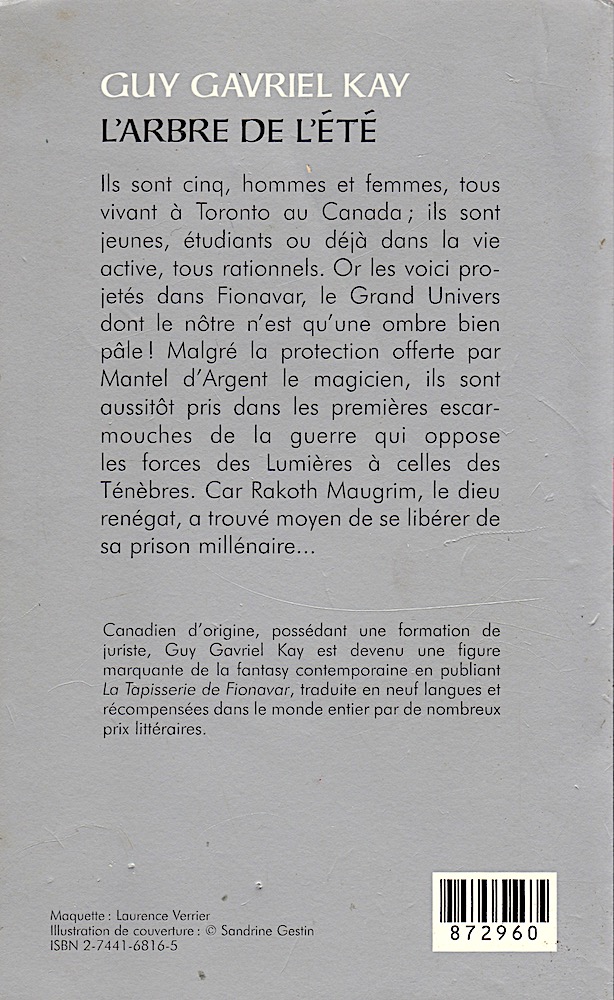 GUY GAVRIEL KAY
L'ARBRE DE L'ÉTÉ
Ils sont cinq, hommes et femmes, tous
vivant à Toronto au Canada ; ils sont
jeunes, étudiants ou déjà dans la vie
active, tous rationnels. Or les voici pro-
jetés dans Fionavar, le Grand Univers
dont le nôtre n'est qu'une ombre bien
pâle ! Malgré la protection offerte par
Mantel d'Argent le magicien, ils sont
aussitôt pris dans les premières escar-
mouches de la guerre qui oppose
les forces des Lumières à celles des
Ténèbres. Car Rakoth Maugrim, le dieu
renégat, a trouvé moyen de se libérer de
sa prison millénaire...
Canadien d'origine, possédant une formation de
juriste, Guy Gavriel Kay est devenu une figure
marquante de la fantasy contemporaine en publiant
La Tapisserie de Fionavar, traduite en neuf langues et
récompensées dans le monde entier par de nombreux
prix littéraires.
Maquette : Laurence Verrier
Illustration de couverture : © Sandrine Gestin
ISBN 2-7441-6816-5
872960